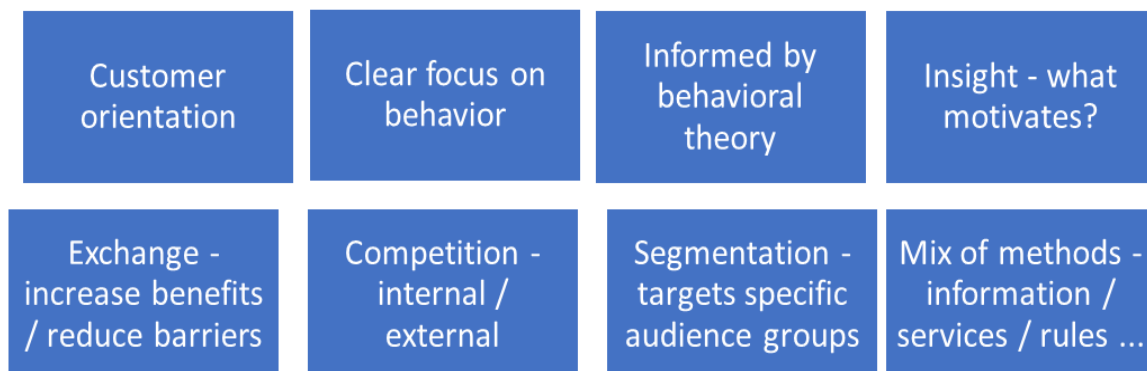 Customer
orientation
Clear focus on
behavior
Informed by
behavioral
theory
Insight - what
motivates?
Exchange -
increase benefits
/ reduce barriers
Competition -
internal /
external
Segmentation -
targets specific
audience groups
Mix of methods -
information /
services / rules ...